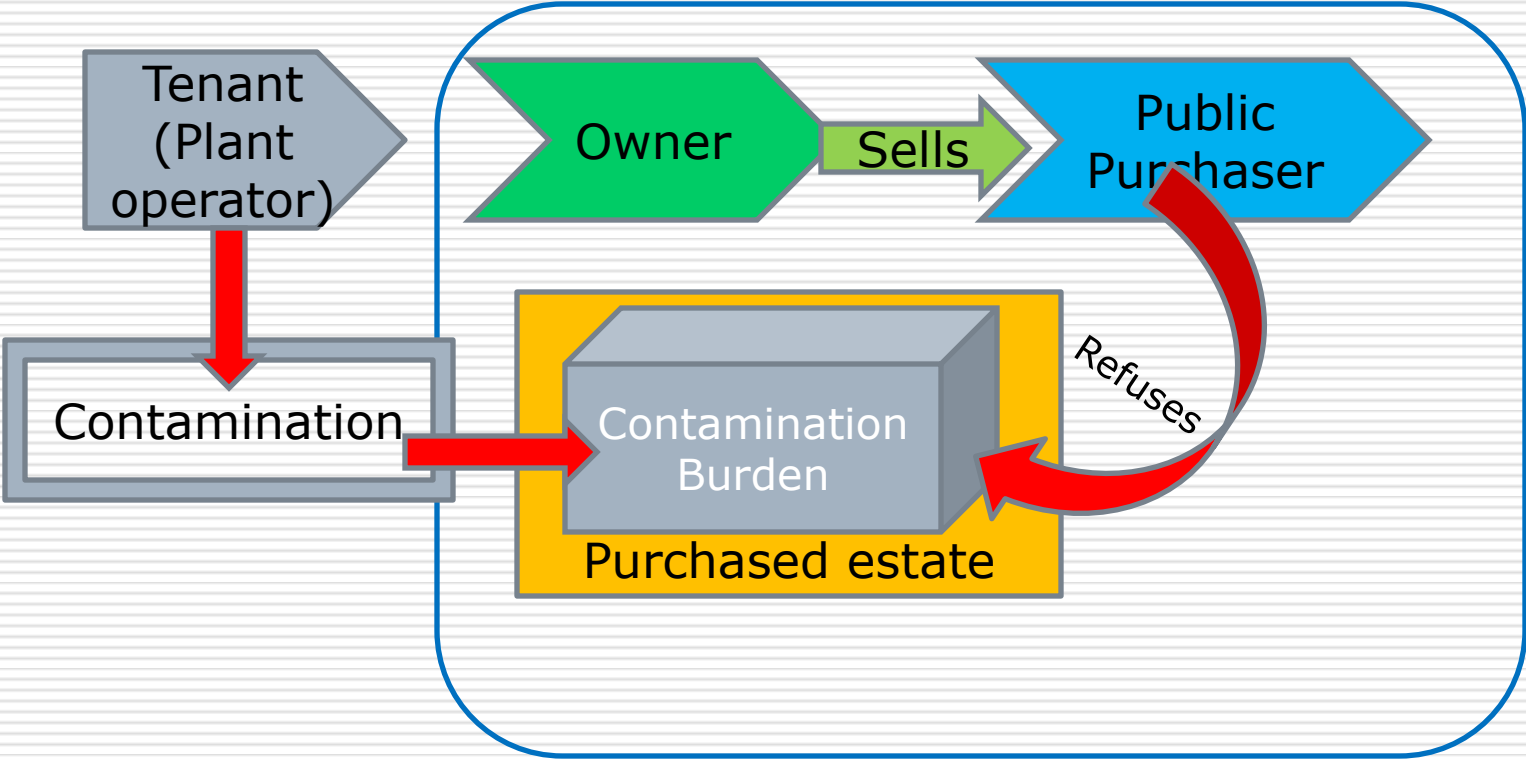 Tenant
(Plant
operator)
Owner
Sells
Public
Purchaser
Refuses
Contamination
Contamination
Burden
Purchased estate